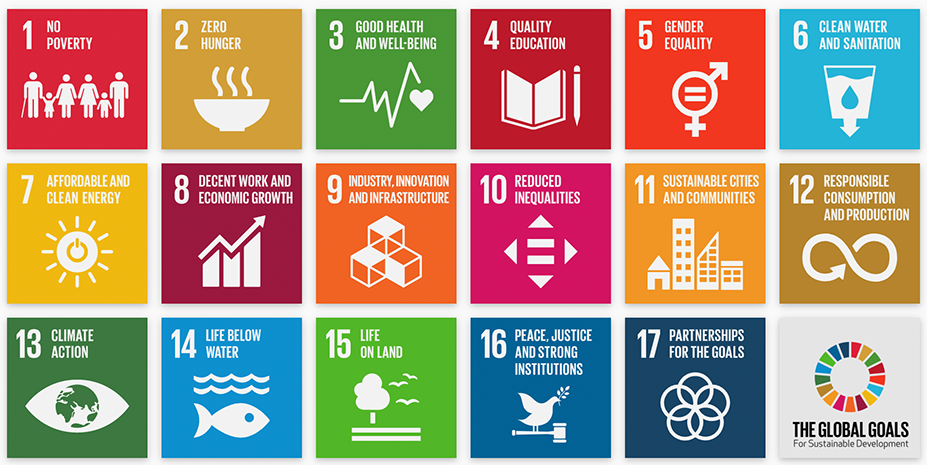 1 NO
POVERTY
2 ZERO
HUNGER
3 GOOD HEALTH
AND WELL-BEING
4 QUALITY
EDUCATION
5 GENDER
EQUALITY
6 CLEAN WATER
AND SANITATION
7 AFFORDABLE AND
CLEAN ENERGY
8 DECENT WORK AND
ECONOMIC GROWTH
9 INDUSTRY, INNOVATION
AND INFRASTRUCTURE
10 REDUCED
INEQUALITIES
11 SUSTAINABLE CITIES
AND COMMUNITIES
12 RESPONSIBLE
CONSUMPTION
AND PRODUCTION
13 CLIMATE
ACTION
14 LIFE BELOW
WATER
15 LIFE
ON LAND
16 PEACE, JUSTICE
AND STRONG
INSTITUTIONS
17 PARTNERSHIPS
FOR THE GOALS
THE GLOBAL GOALS
For Sustainable Development